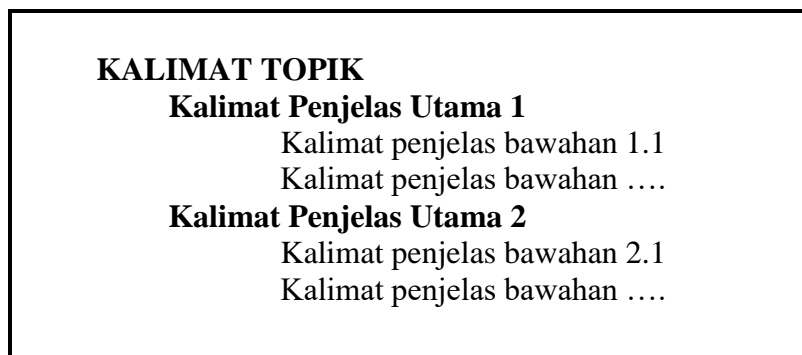 KALIMAT TOPIK
Kalimat Penjelas Utama 1
Kalimat penjelas bawahan 1.1
Kalimat penjelas bawahan ….
Kalimat Penjelas Utama 2
Kalimat penjelas bawahan 2.1
Kalimat penjelas bawahan ….